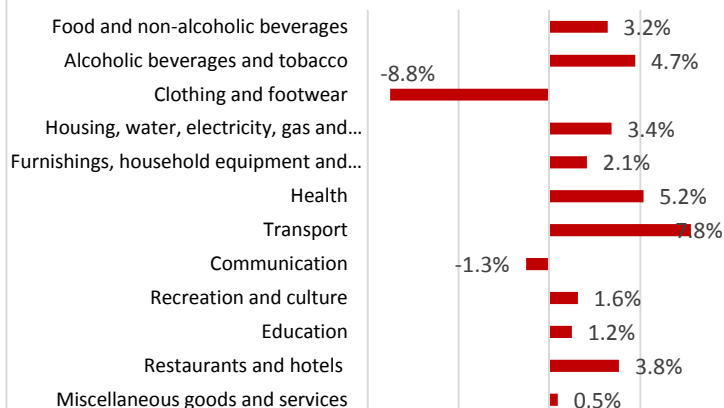 Food and non-alcoholic beverages 3.2%
Alcoholic beverages and tobacco 4.7%
Clothing and footwear -8.8%
Housing, water, electricity, gas and… 3.4%
Furnishings, household equipment and… 2.1%
Health 5.2%
Transport 7.8%
Communication -1.3%
Recreation and culture 1.6%
Education 1.2%
Restaurants and hotels 3.8%
Miscellaneous goods and services 0.5%